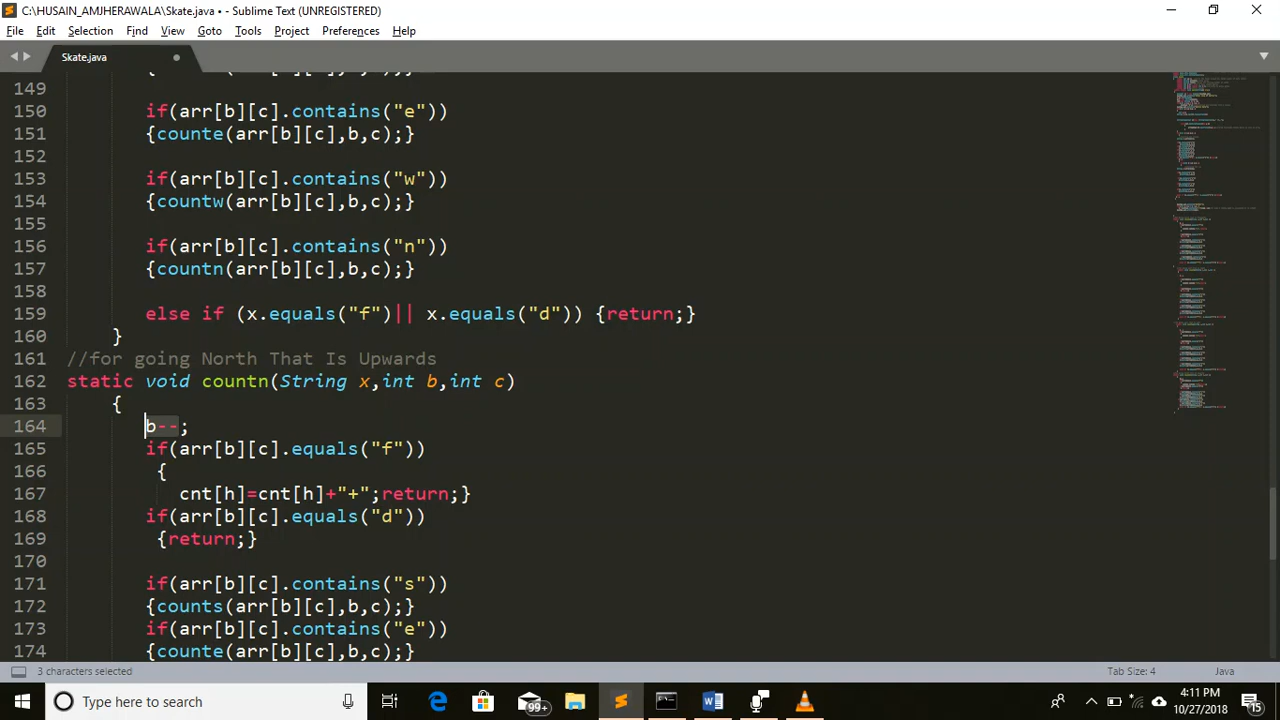 C:\HUSAIN_AMJHERAWALA\Skate.java • - Sublime Text (UNREGISTERED)
File Edit Selection Find View Goto Tools Project Preferences Help
Skate.java
149
150 if(arr[b][c].contains("e"))
151 {counte(arr[b][c],b,c);}
152
153 if(arr[b][c].contains("w"))
154 {countw(arr[b][c],b,c);}
155
156 if(arr[b][c].contains("n"))
157 {countn(arr[b][c],b,c);}
158
159 else if (x.equals("f")|| x.equals("d")) {return;}
160 }
161 //for going North That Is Upwards
162 static void countn(String x,int b,int c)
163 {
164 b--;
165 if(arr[b][c].equals("f"))
166 {
167 cnt[h]=cnt[h]+"+";return;}
168 if(arr[b][c].equals("d"))
169 {return;}
170
171 if(arr[b][c].contains("s"))
172 {counts(arr[b][c],b,c);}
173 if(arr[b][c].contains("e"))
174 {counte(arr[b][c],b,c);}
3 characters selected Tab Size: 4 Java
Type here to search 99+ 4:11 PM
10/27/2018 15